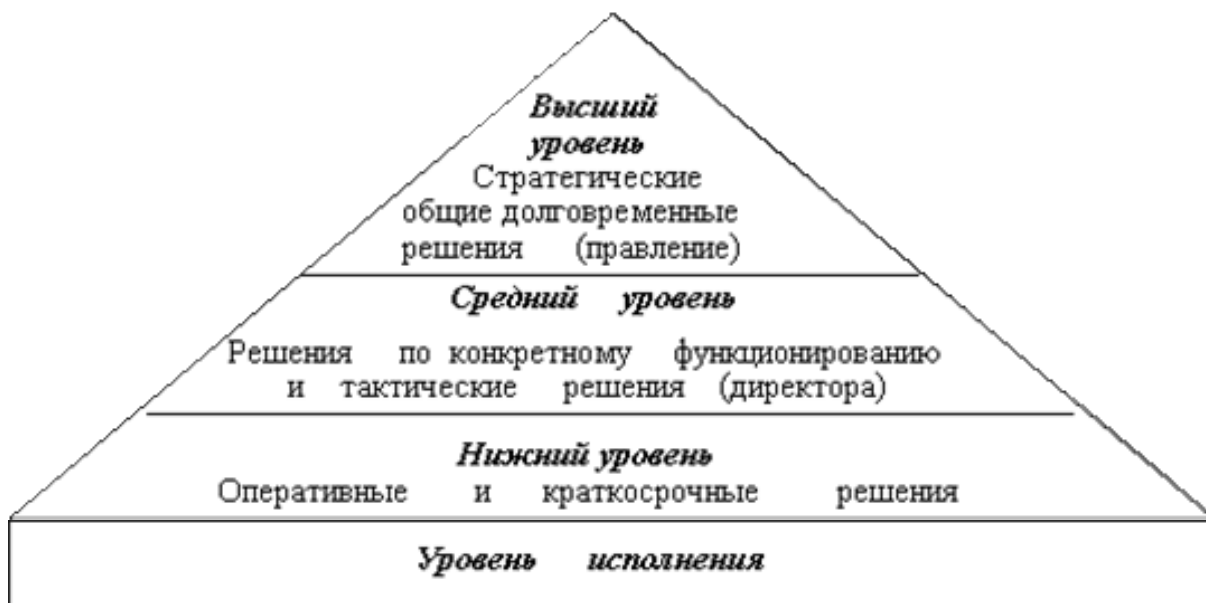 Высший
уровень
Стратегические
общие долговременные
решения (правление)
Средний уровень
Решения по конкретному функционированию
и тактические решения (директора)
Нижний уровень
Оперативные и краткосрочные решения
Уровень исполнения